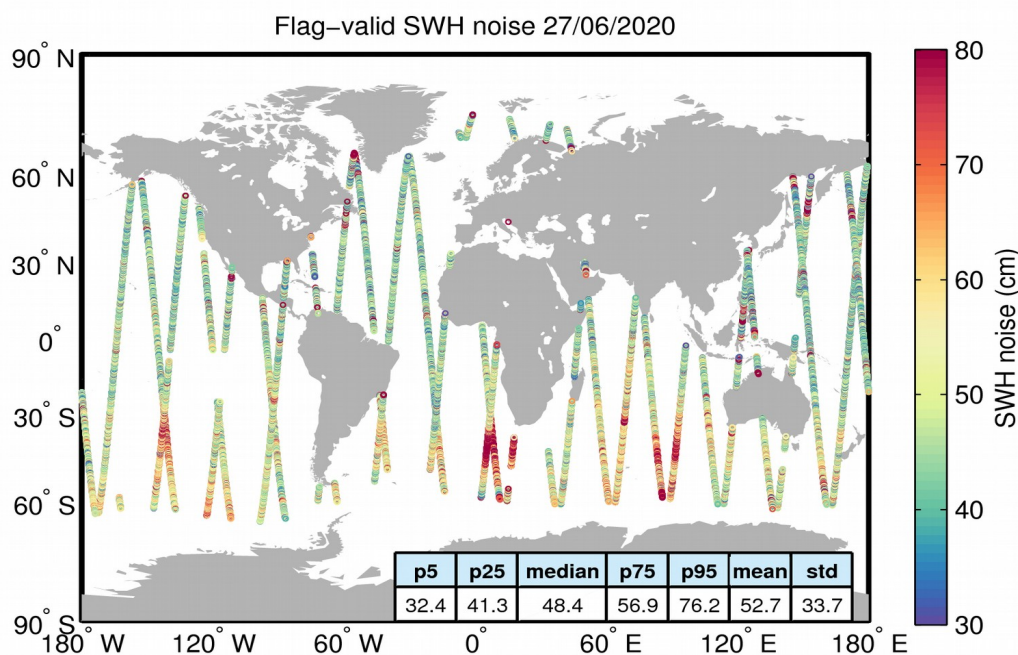 Flag−valid SWH noise 27/06/2020
90° N
60° N
30° N
0°
30° S
60° S
90° S
180° W
120° W
60° W
0°
60° E
120° E
180° E
80
70
60
50
40
30
SWH noise (cm)
p5 p25 median p75 p95 mean std
32.4 41.3 48.4 56.9 76.2 52.7 33.7